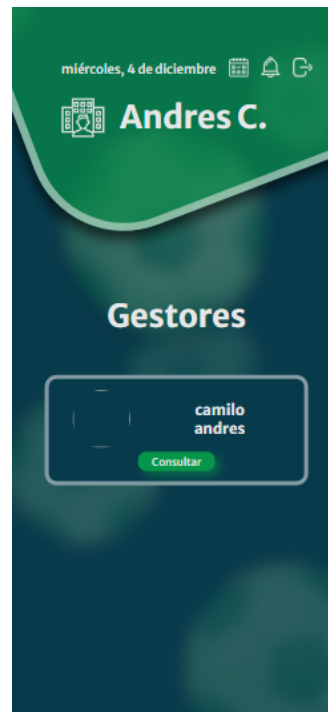 miércoles, 4 de diciembre
Andres C.
Gestores
camilo
andres
Consultar